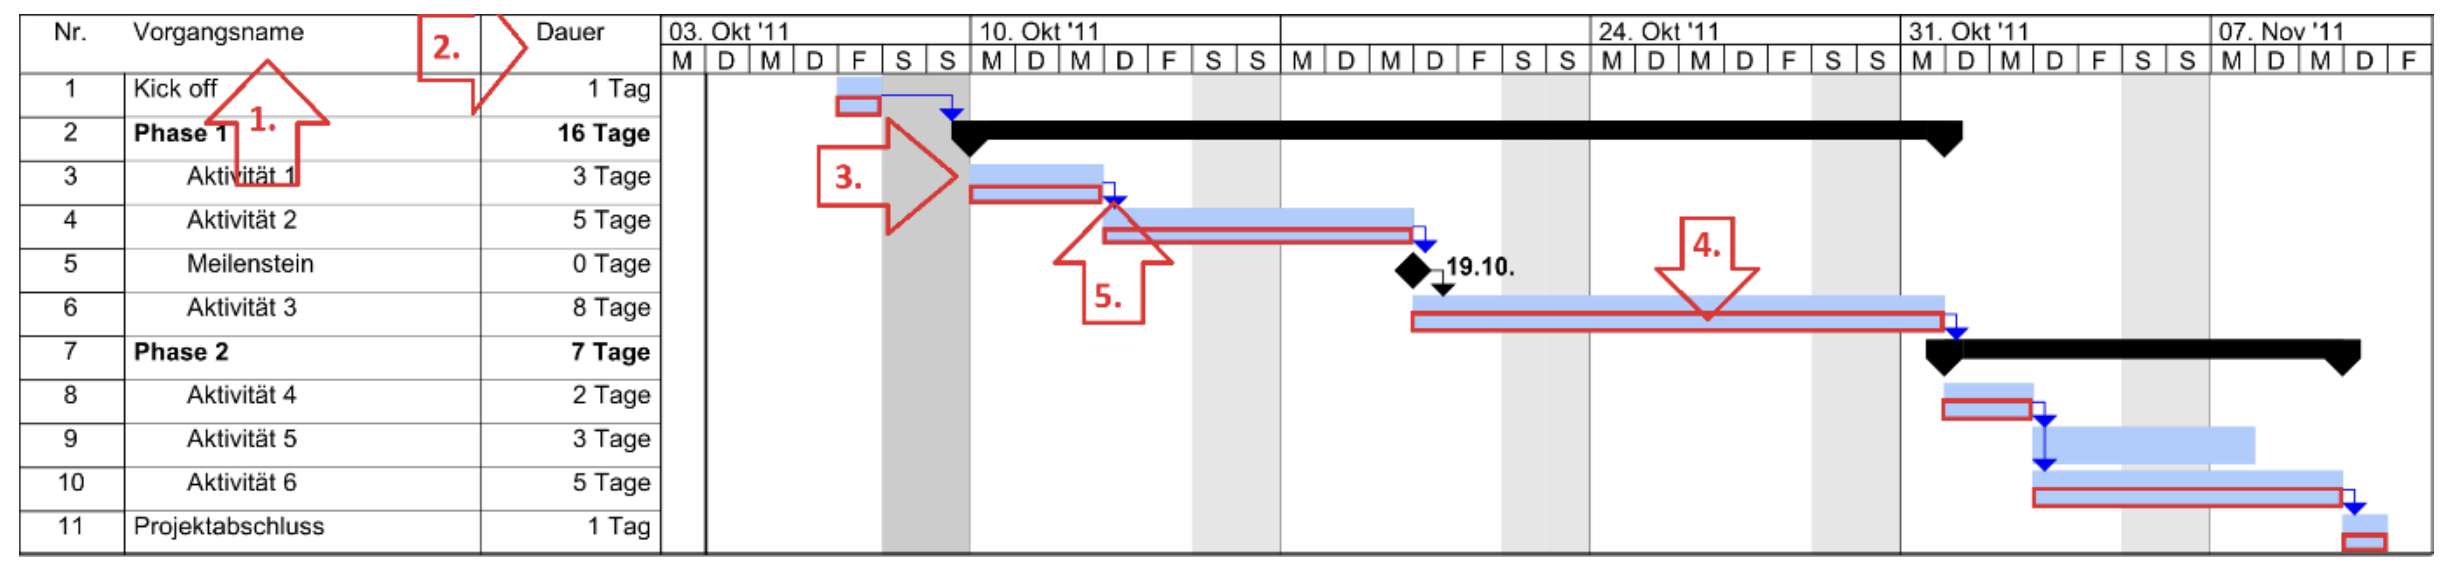 Nr. Vorgangsname 2. Dauer 03. Okt '11 10. Okt '11 24. Okt '11 31. Okt '11 07. Nov '11
M D M D F S S M D M D F S S M D M D F S S M D M D F S S M D M D F S S M D M D F
1 Kick off 1 Tag
1.
2 Phase 1 16 Tage
3 Aktivität 1 3 Tage 3.
4 Aktivität 2 5 Tage
4.
5 Meilenstein 0 Tage 19.10.
5.
6 Aktivität 3 8 Tage
7 Phase 2 7 Tage
8 Aktivität 4 2 Tage
9 Aktivität 5 3 Tage
10 Aktivität 6 5 Tage
11 Projektabschluss 1 Tag